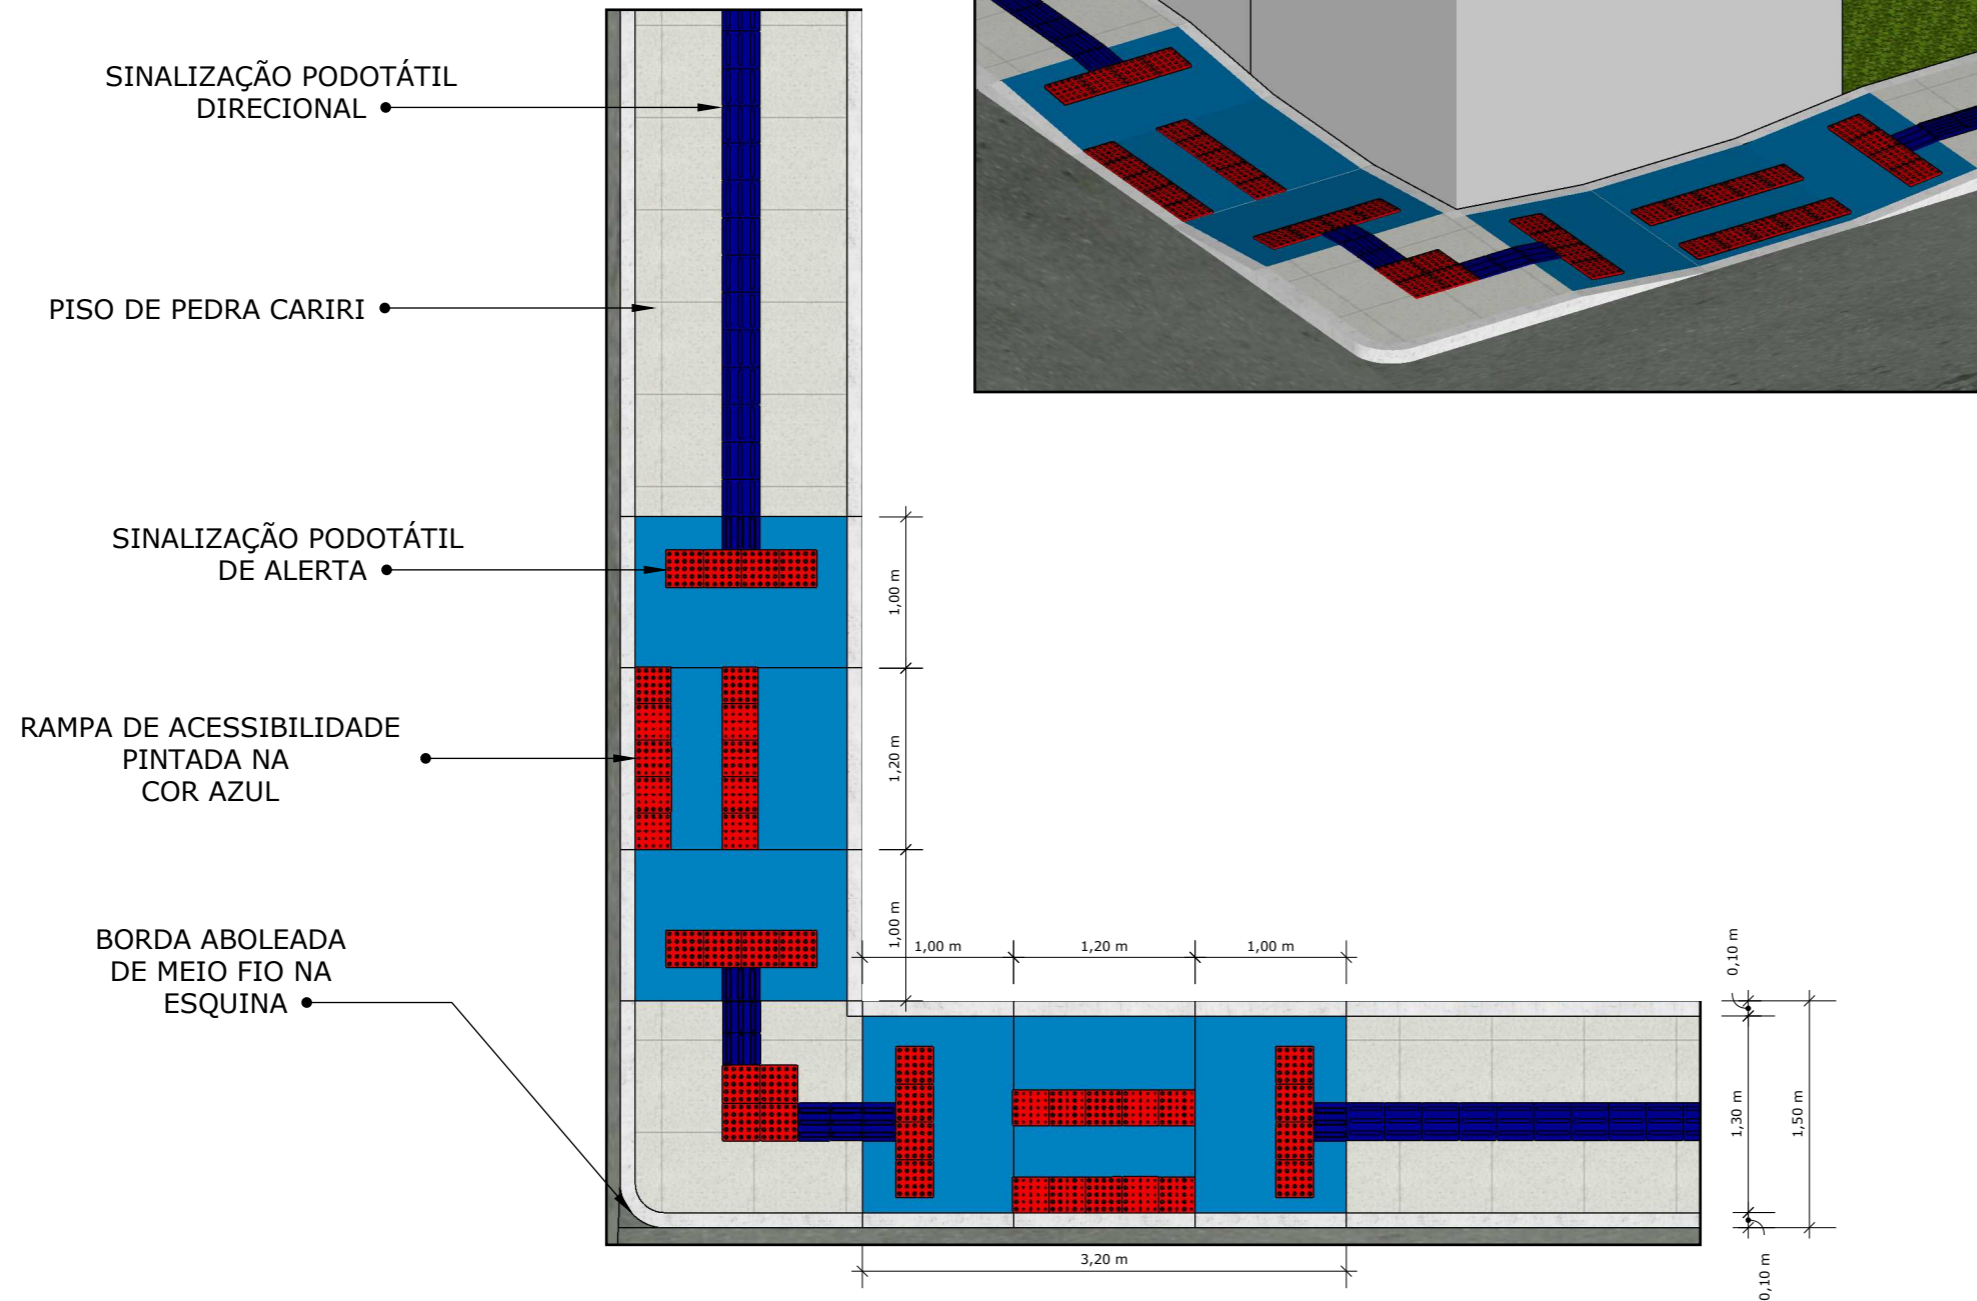 SINALIZAÇÃO PODOTÁTIL
DIRECIONAL
PISO DE PEDRA CARIRI
SINALIZAÇÃO PODOTÁTIL
DE ALERTA
RAMPA DE ACESSIBILIDADE
PINTADA NA
COR AZUL
BORDA ABOLEADA
DE MEIO FIO NA
ESQUINA
1,00 m
1,20 m
1,00 m
1,00 m
1,20 m
1,00 m
0,10 m
1,30 m
1,50 m
0,10 m
3,20 m